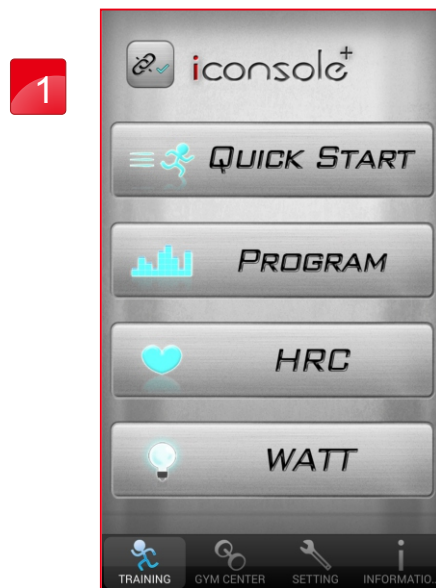 1
iconsole+
QUICK START
PROGRAM
HRC
WATT
TRAINING GYM CENTER SETTING INFORMATIO